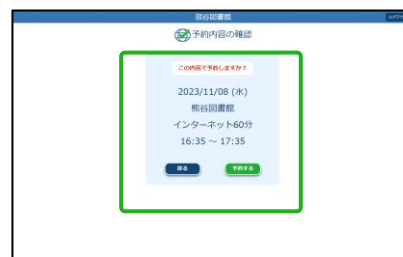 熊谷図書館
予約内容の確認
この内容で予約しますか？
2023/11/08 (水)
熊谷図書館
インターネット60分
16:35 ～ 17:35
戻る
予約する